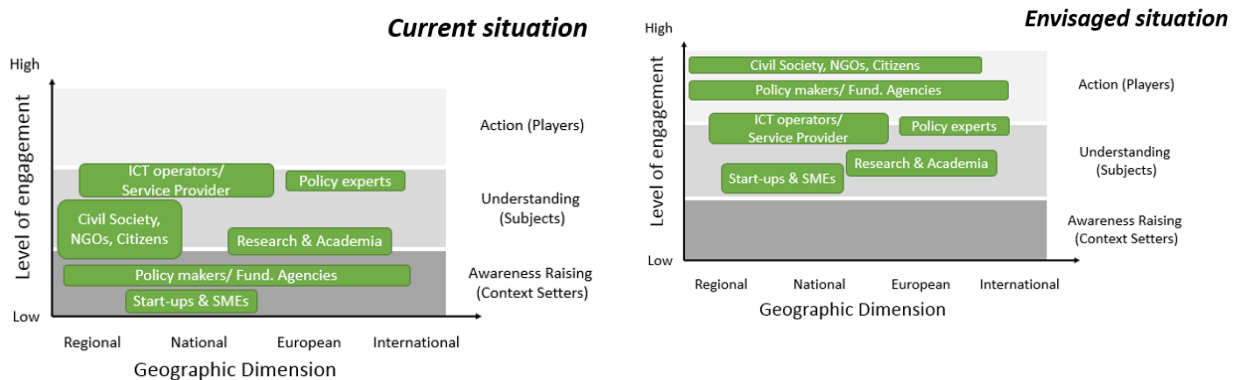 Current situation
High
Level of engagement
Low
Action (Players)
Understanding
(Subjects)
Awareness Raising
(Context Setters)
ICT operators/
Service Provider
Policy experts
Civil Society,
NGOs, Citizens
Research & Academia
Policy makers/ Fund. Agencies
Start-ups & SMEs
Regional
National
European
International
Geographic Dimension
Envisaged situation
High
Level of engagement
Low
Civil Society, NGOs, Citizens
Policy makers/ Fund. Agencies
ICT operators/
Service Provider
Policy experts
Research & Academia
Start-ups & SMEs
Action (Players)
Understanding
(Subjects)
Awareness Raising
(Context Setters)
Regional
National
European
International
Geographic Dimension